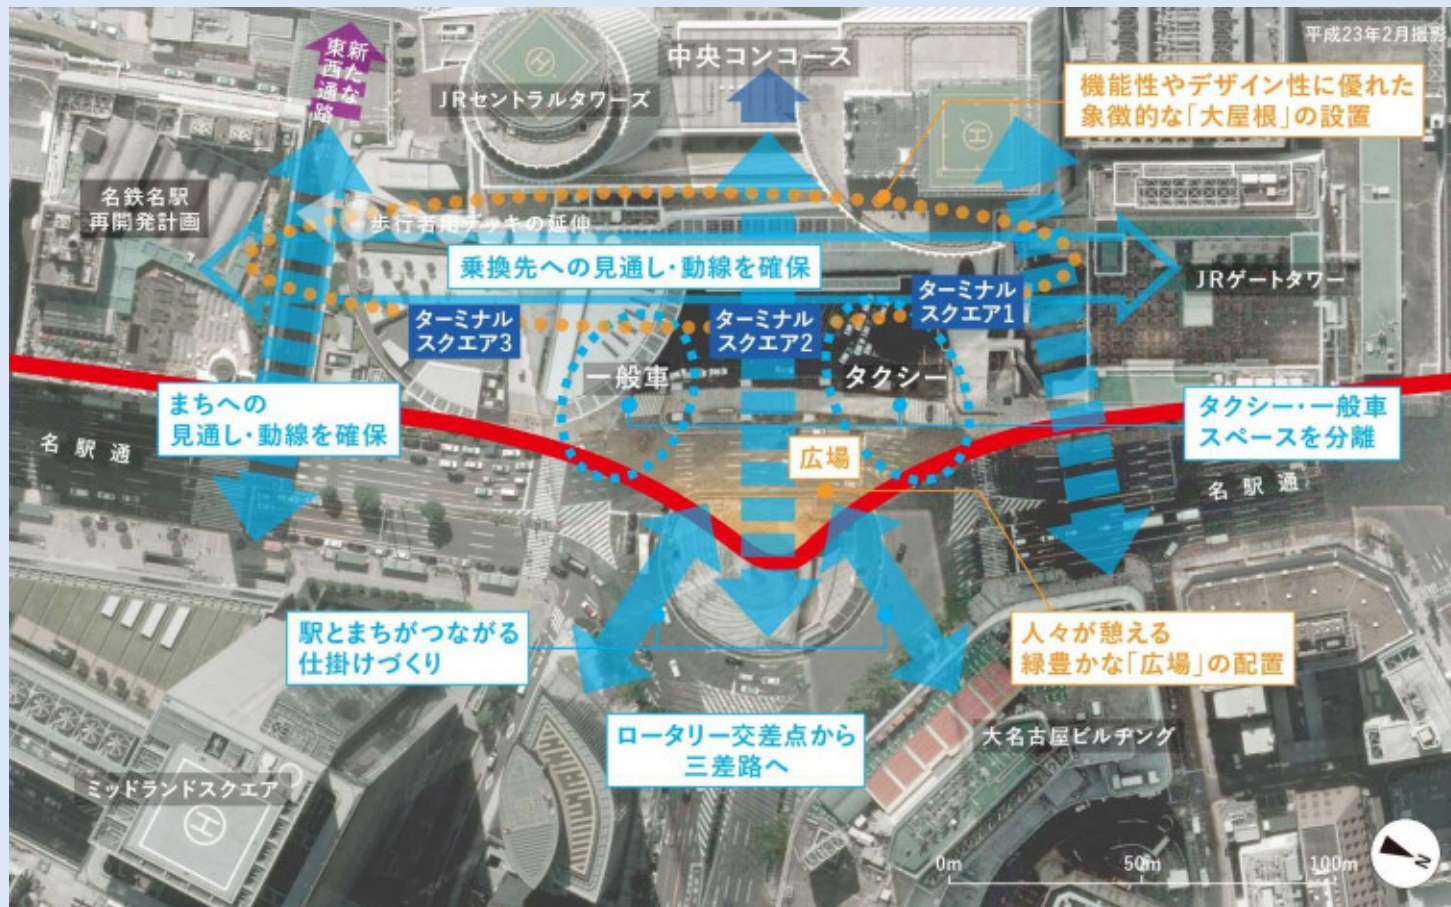 平成23年2月撮影
新たな
東西通路
JRセントラルタワーズ
中央コンコース
機能性やデザイン性に優れた
象徴的な「大屋根」の設置
名鉄名駅
再開発計画
歩行者用デッキの延伸
乗換先への見通し・動線を確保
JRゲートタワー
ターミナル
スクエア3
ターミナル
スクエア2
ターミナル
スクエア1
一般車
タクシー
まちへの
見通し・動線を確保
タクシー・一般車
スペースを分離
名駅通
広場
名駅通
駅とまちがつながる
仕掛けづくり
人々が憩える
緑豊かな「広場」の配置
ロータリー交差点から
三差路へ
大名古屋ビルヂング
ミッドランドスクエア
H
H
H
0m 50m 100m
N